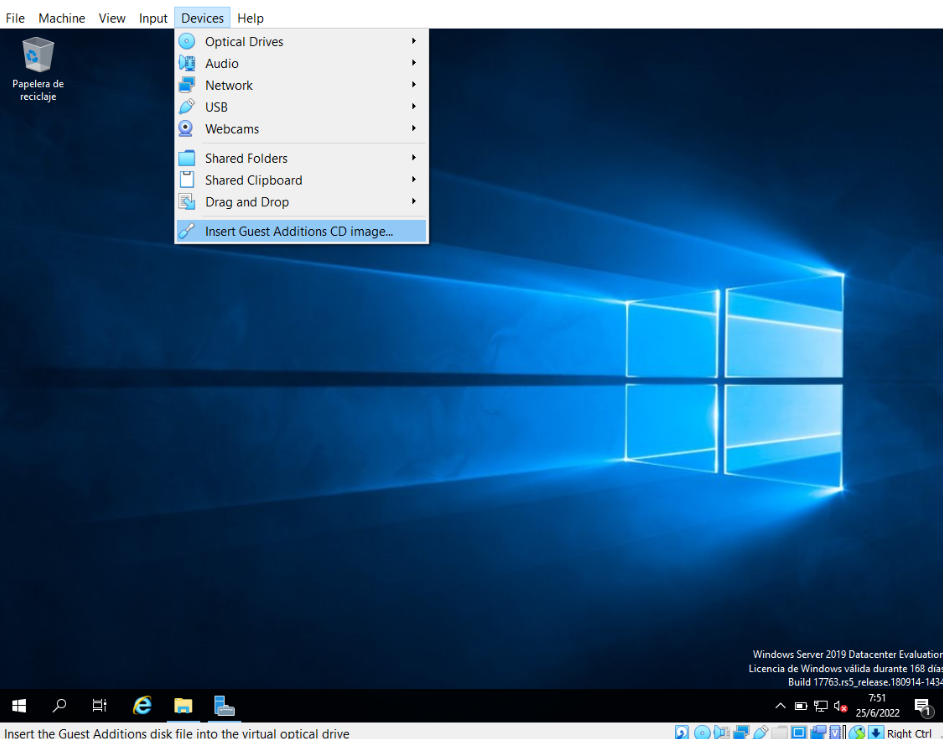 File Machine View Input Devices Help
Optical Drives
Audio
Network
USB
Webcams
Shared Folders
Shared Clipboard
Drag and Drop
Insert Guest Additions CD image...
Papelera de
reciclaje
Windows Server 2019 Datacenter Evaluation
Licencia de Windows válida durante 168 días
Build 17763.rs5_release.180914-1434
7:51
25/6/2022
1
Insert the Guest Additions disk file into the virtual optical drive
Right Ctrl